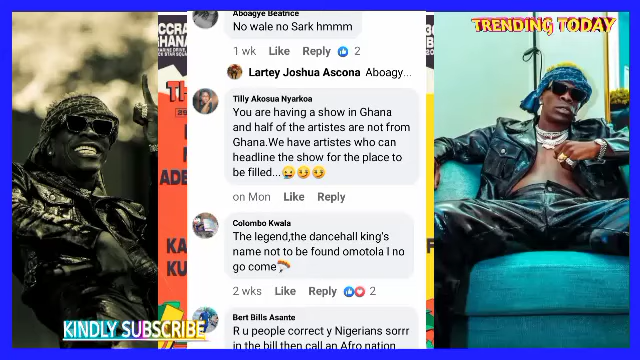 TRENDING TODAY
Aboagye Beatrice
No wale no Sark hmmm
1 wk Like Reply 2
Lartey Joshua Ascona Aboagy...
Tilly Akosua Nyarkoa
You are having a show in Ghana
and half of the artistes are not from
Ghana.We have artistes who can
headline the show for the place to
be filled...😂😏😏
on Mon Like Reply
Colombo Kwala
The legend,the dancehall king's
name not to be found omotola I no
go come
2 wks Like Reply 2
Bert Bills Asante
R u people correct y Nigerians sorrr
in the bill then call an Afro nation
KINDLY SUBSCRIBE